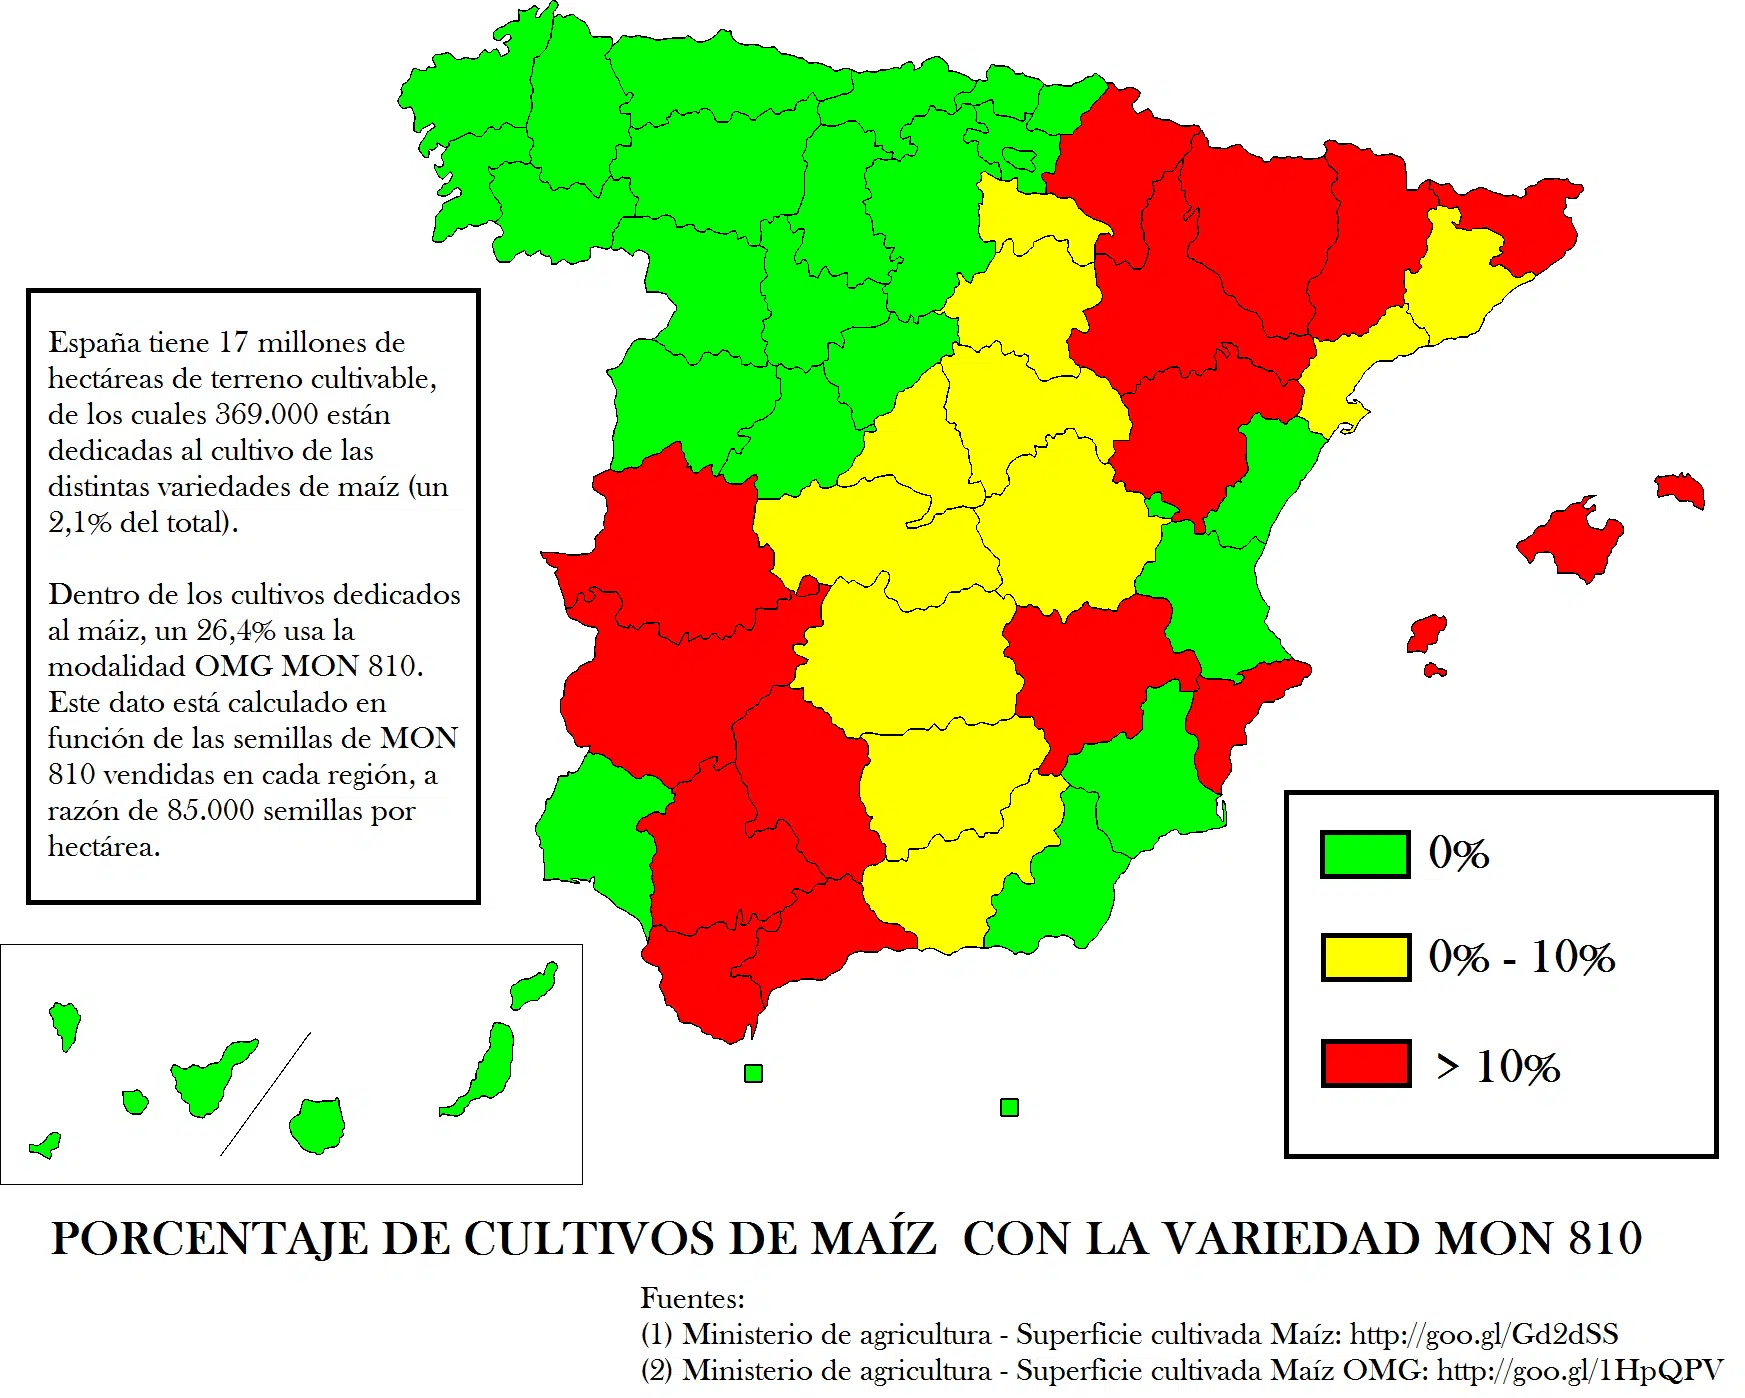 España tiene 17 millones de
hectáreas de terreno cultivable,
de los cuales 369.000 están
dedicadas al cultivo de las
distintas variedades de maíz (un
2,1% del total).
Dentro de los cultivos dedicados
al máiz, un 26,4% usa la
modalidad OMG MON 810.
Este dato está calculado en
función de las semillas de MON
810 vendidas en cada región, a
razón de 85.000 semillas por
hectárea.
0%
0% - 10%
> 10%
PORCENTAJE DE CULTIVOS DE MAÍZ CON LA VARIEDAD MON 810
Fuentes:
(1) Ministerio de agricultura - Superficie cultivada Maíz: http://goo.gl/Gd2dSS
(2) Ministerio de agricultura - Superficie cultivada Maíz OMG: http://goo.gl/1HpQPV